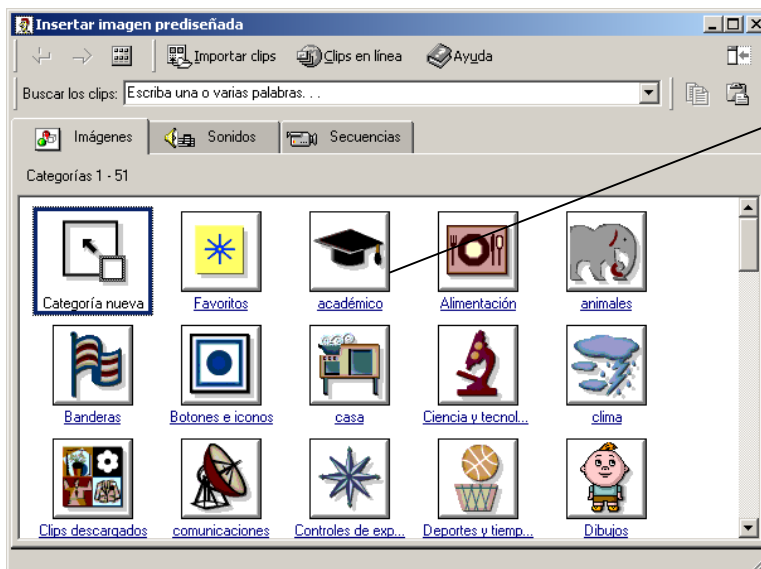 Insertar imagen prediseñada
Importar clips Clips en línea Ayuda
Buscar los clips: Escriba una o varias palabras. . .
Imágenes Sonidos Secuencias
Categorías 1 - 51
Categoría nueva Favoritos académico Alimentación animales
Banderas Botones e iconos casa Ciencia y tecnol... clima
Clips descargados comunicaciones Controles de exp... Deportes y tiemp... Dibujos